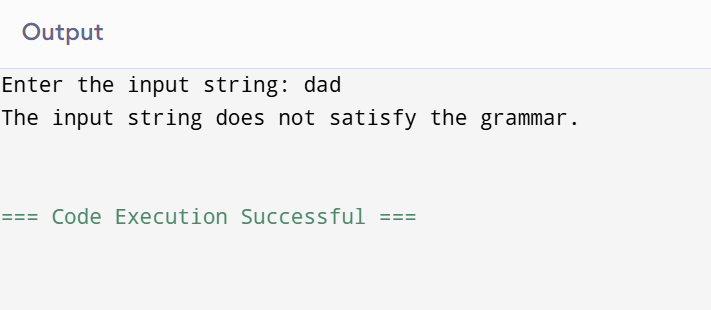 Output
Enter the input string: dad
The input string does not satisfy the grammar.
=== Code Execution Successful ===